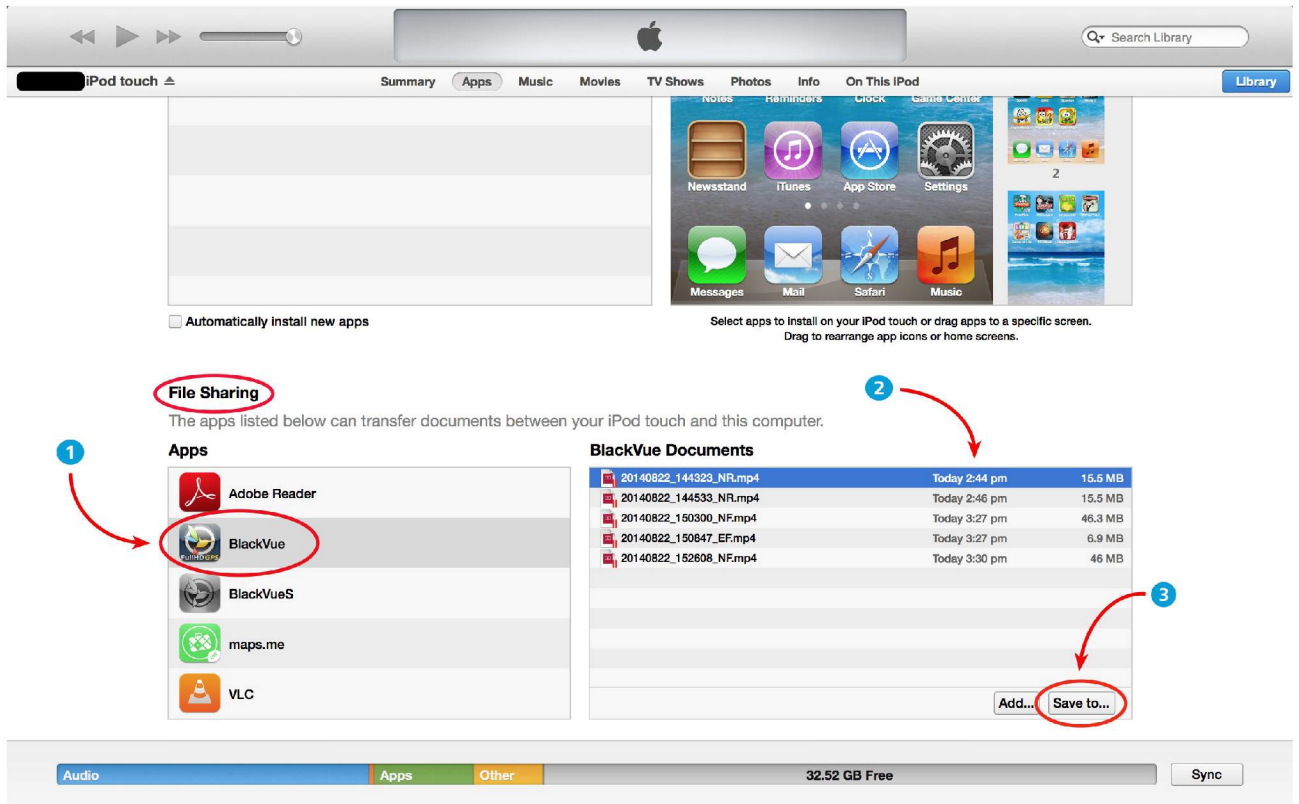 Search Library
iPod touch
Summary Apps Music Movies TV Shows Photos Info On This iPod Library
Notes Reminders Clock Game Center
Newsstand iTunes App Store Settings
2
Messages Mail Safari Music
Automatically install new apps
Select apps to install on your iPod touch or drag apps to a specific screen.
Drag to rearrange app icons or home screens.
File Sharing
2
The apps listed below can transfer documents between your iPod touch and this computer.
1
Apps
BlackVue Documents
Adobe Reader
BlackVue
FullHD GPS
BlackVueS
maps.me
VLC
20140822_144323_NR.mp4 Today 2:44 pm 15.5 MB
20140822_144533_NR.mp4 Today 2:46 pm 15.5 MB
20140822_150300_NF.mp4 Today 3:27 pm 46.3 MB
20140822_150647_EF.mp4 Today 3:27 pm 6.9 MB
20140822_152608_NF.mp4 Today 3:30 pm 46 MB
3
Add... Save to...
Audio Apps Other 32.52 GB Free Sync